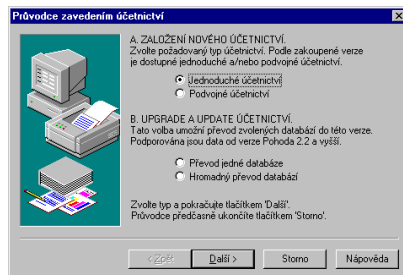 Průvodce zavedením účetnictví
A. ZALOŽENÍ NOVÉHO ÚČETNICTVÍ.
Zvolte požadovaný typ účetnictví. Podle zakoupené verze
je dostupné jednoduché a/nebo podvojné účetnictví.
Jednoduché účetnictví
Podvojné účetnictví
B. UPGRADE A UPDATE ÚČETNICTVÍ.
Tato volba umožní převod zvolených databází do této verze.
Podporována jsou data od verze Pohoda 2.2 a vyšší.
Převod jedné databáze
Hromadný převod databází
Zvolte typ a pokračujte tlačítkem 'Další'.
Průvodce předčasně ukončíte tlačítkem 'Storno'.
< Zpět Další > Storno Nápověda